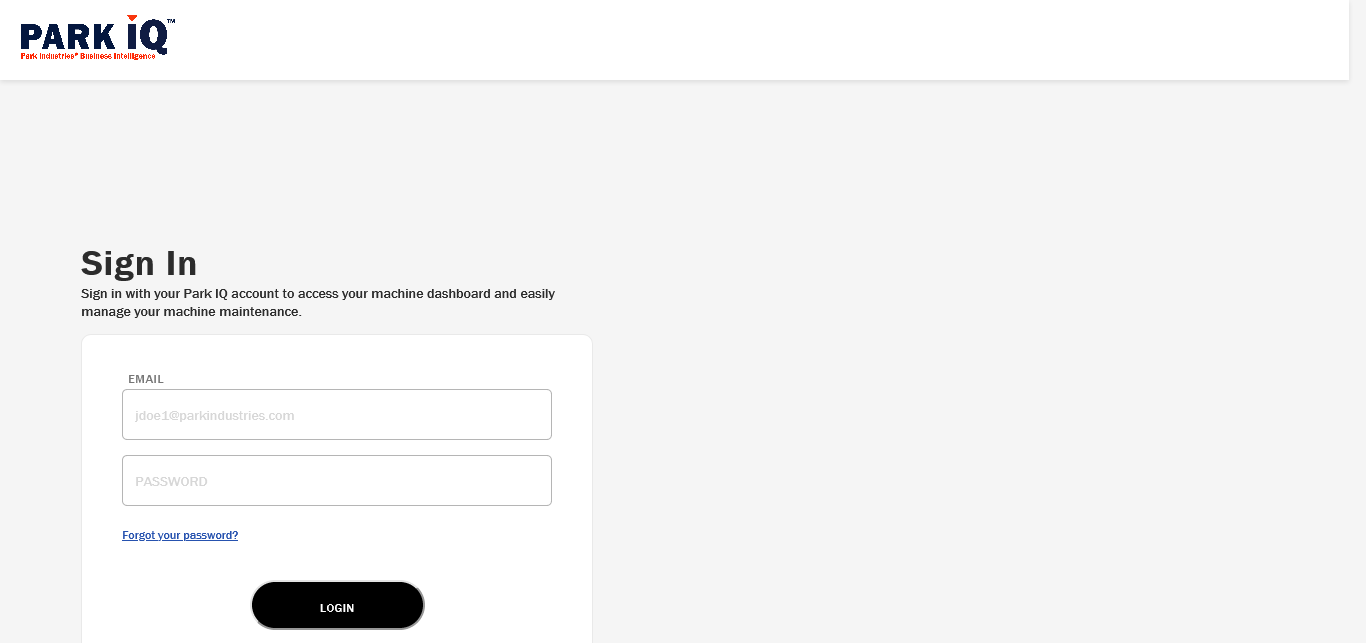 PARK IQ™
Park Industries® Business Intelligence
Sign In
Sign in with your Park IQ account to access your machine dashboard and easily
manage your machine maintenance.
EMAIL
jdoe1@parkindustries.com
PASSWORD
Forgot your password?
LOGIN